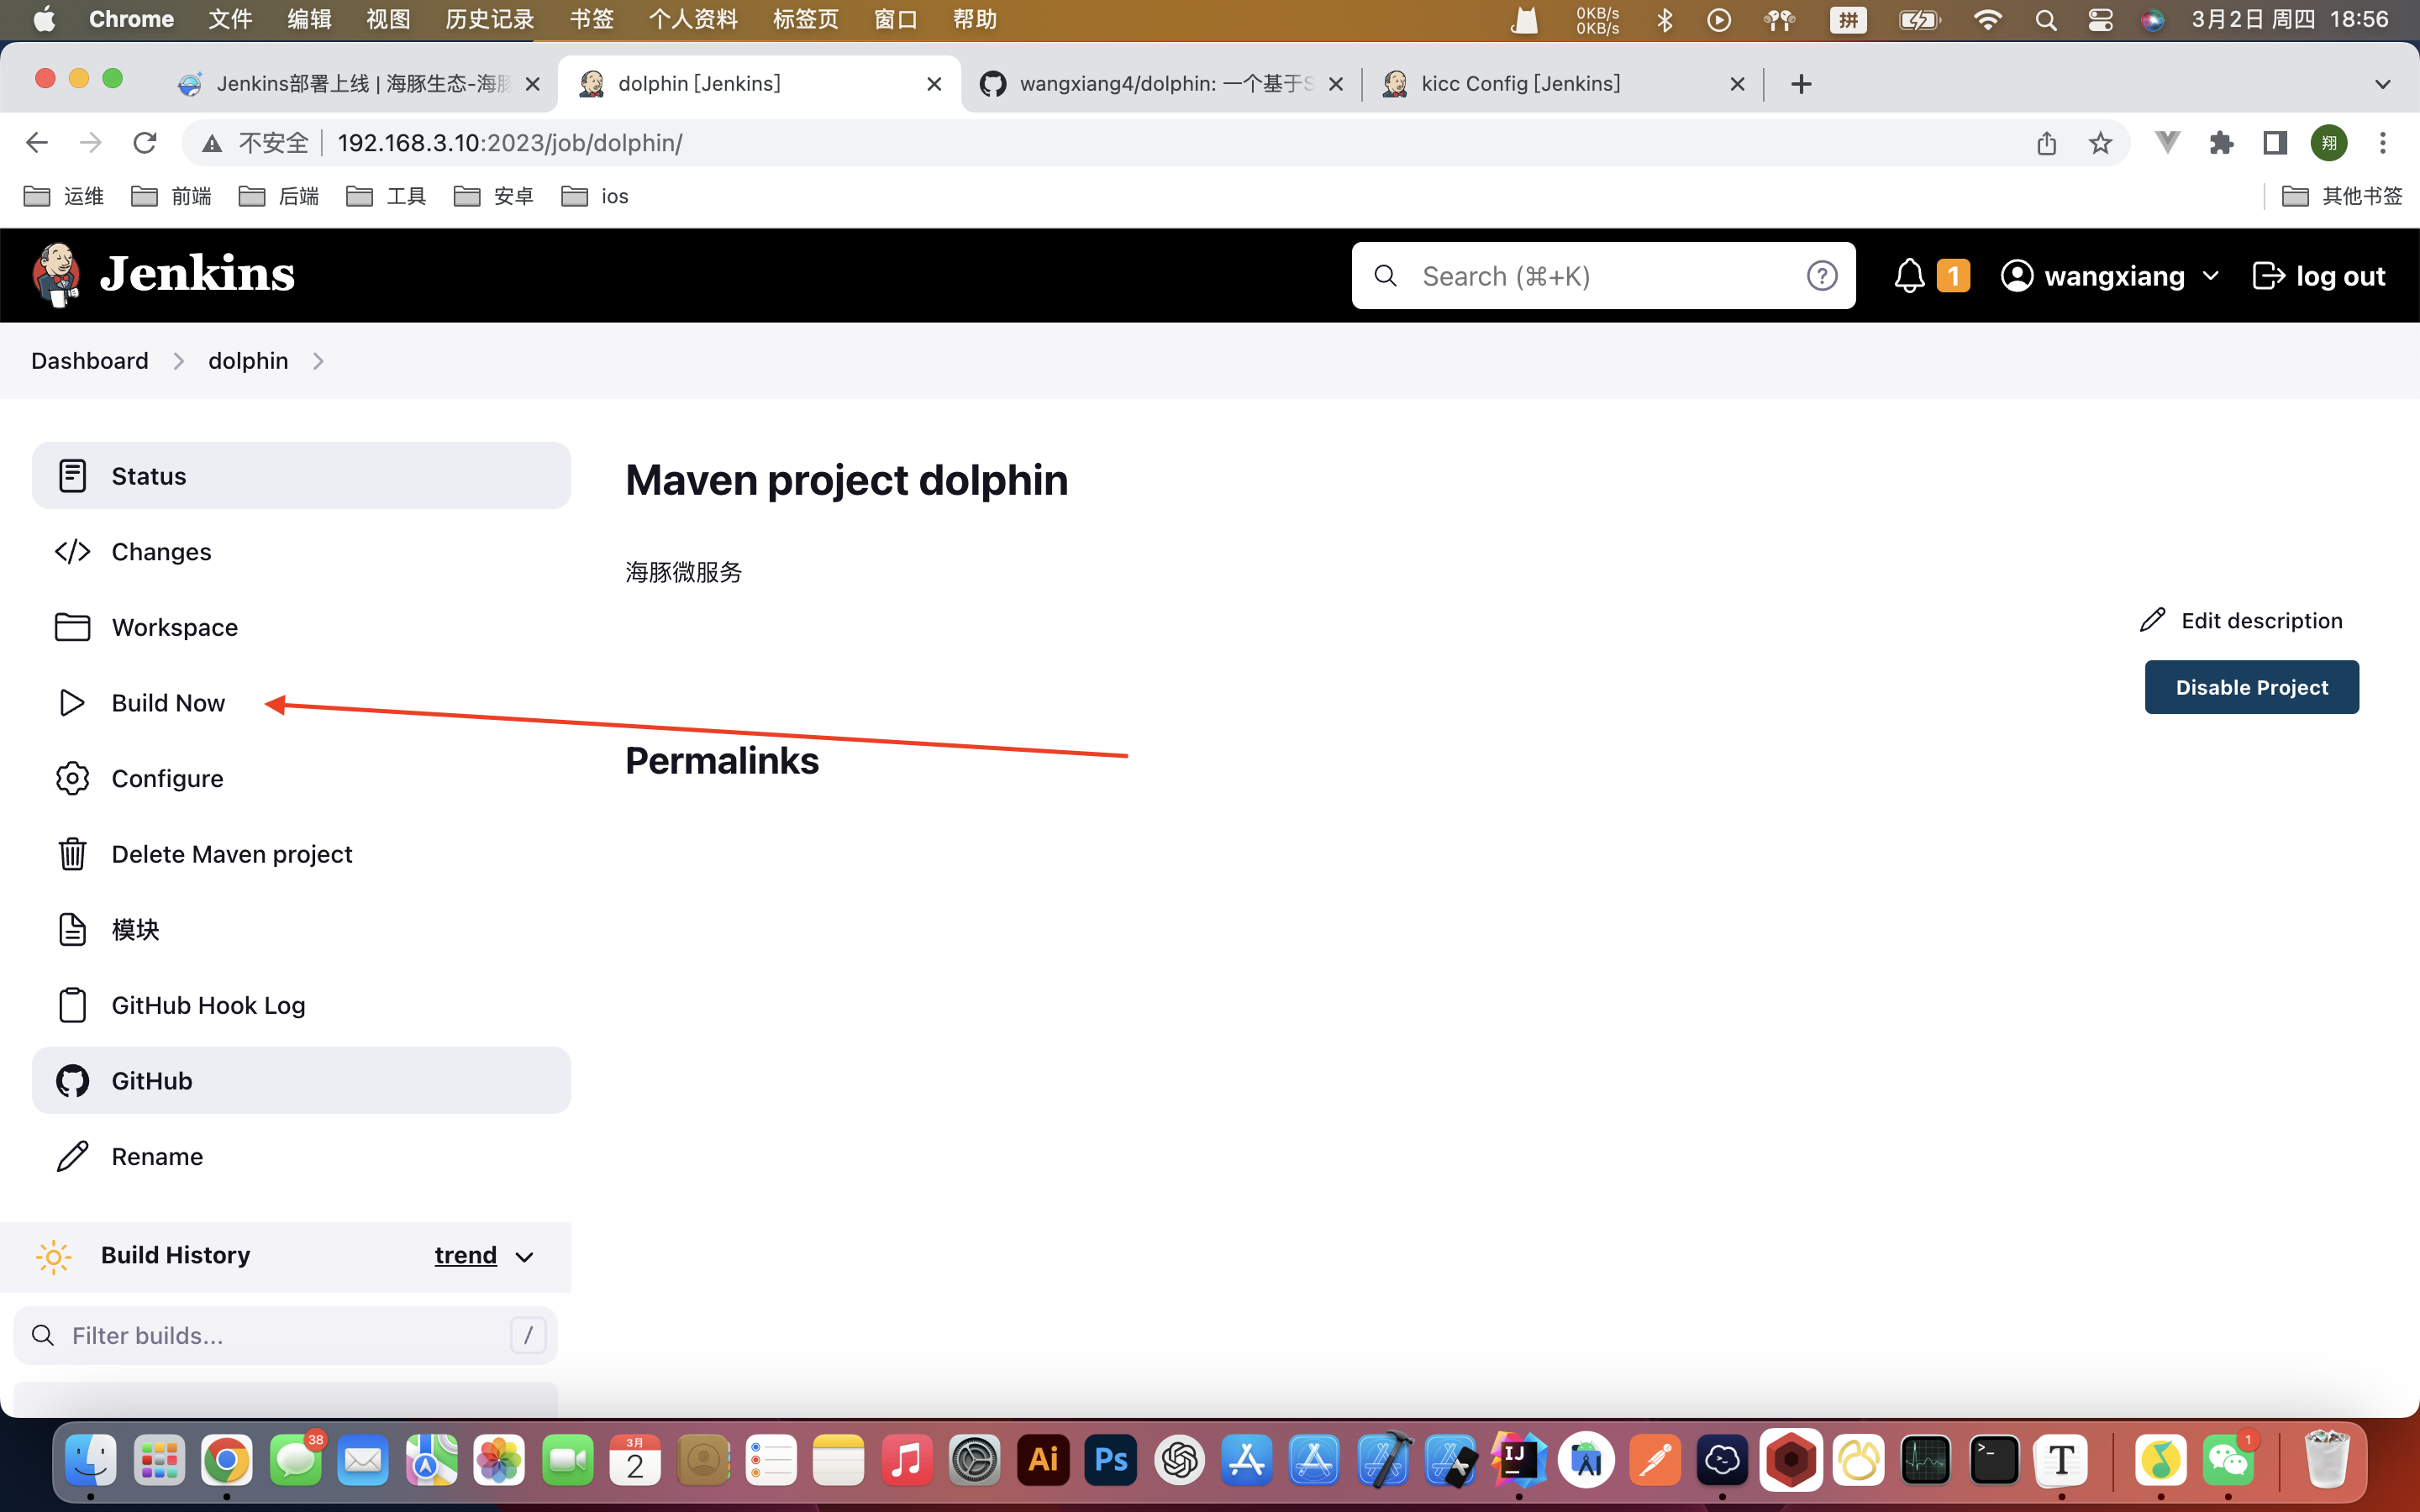 Chrome 文件 编辑 视图 历史记录 书签 个人资料 标签页 窗口 帮助 0KB/s 0KB/s 拼 3月2日 周四 18:56
Jenkins部署上线 | 海豚生态-海豚 dolphin [Jenkins] wangxiang4/dolphin: 一个基于S kicc Config [Jenkins]
不安全 192.168.3.10:2023/job/dolphin/ 翔
运维 前端 后端 工具 安卓 ios 其他书签
Jenkins Search (⌘+K) ? 1 wangxiang log out
Dashboard dolphin
Status
Changes
Workspace
Build Now
Configure
Delete Maven project
模块
GitHub Hook Log
GitHub
Rename
Build History trend
Filter builds... /
Maven project dolphin
海豚微服务
Edit description
Disable Project
Permalinks
38 3月 2 Ai Ps IJ >_ T 1